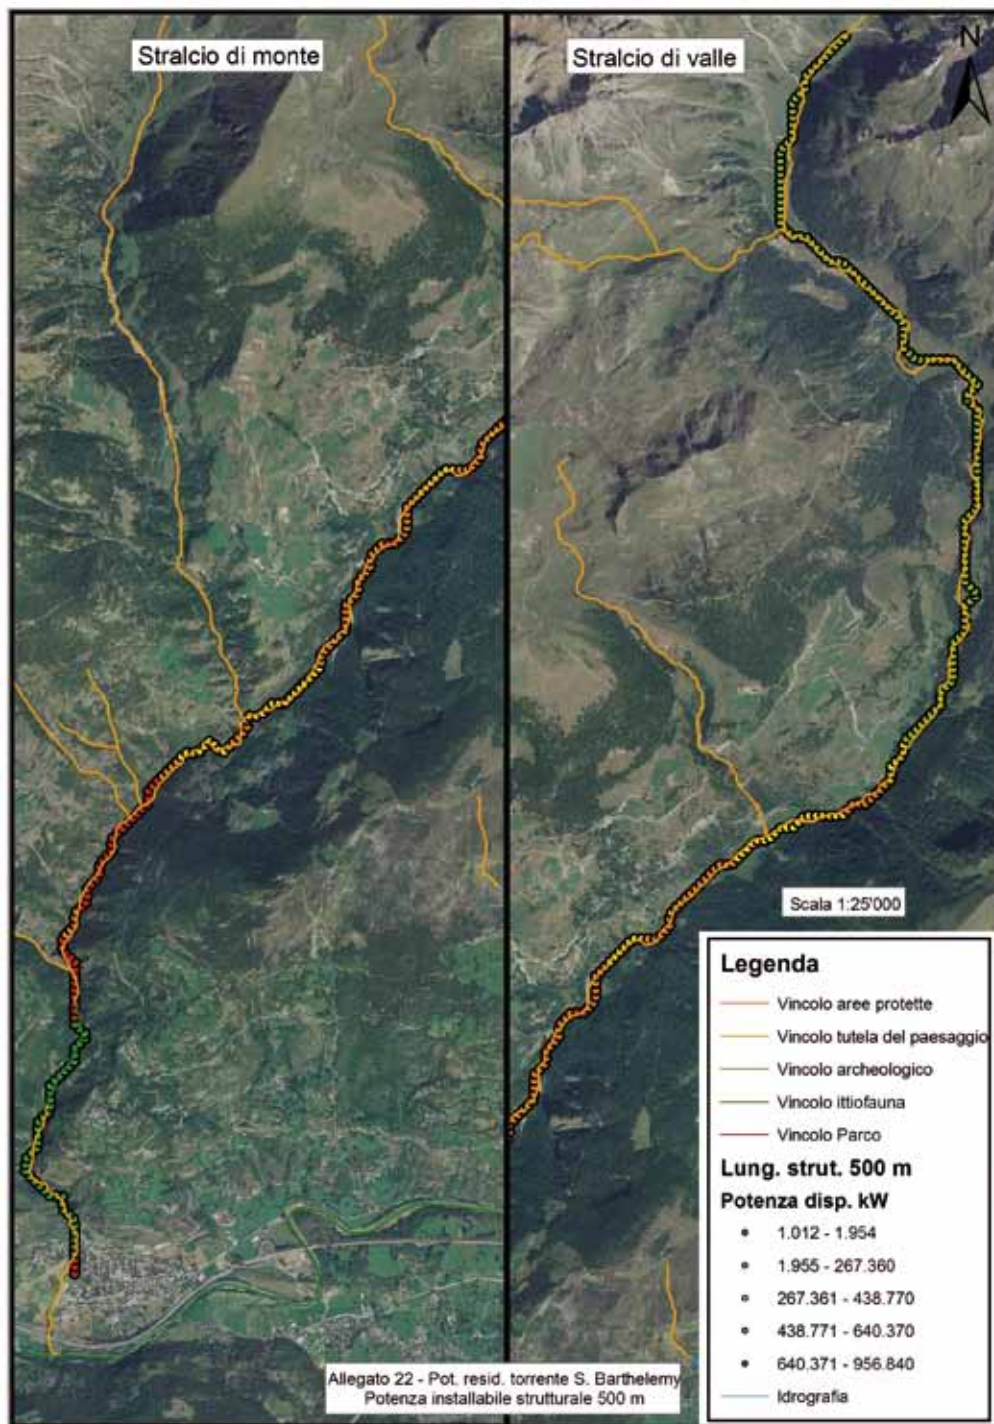 Stralcio di monte
Stralcio di valle
N
Scala 1:25'000
Legenda
Vincolo aree protette
Vincolo tutela del paesaggio
Vincolo archeologico
Vincolo ittiofauna
Vincolo Parco
Lung. strut. 500 m
Potenza disp. kW
1.012 - 1.954
1.955 - 267.360
267.361 - 438.770
438.771 - 640.370
640.371 - 956.840
Idrografia
Allegato 22 - Pot. resid. torrente S. Barthelemy
Potenza installabile strutturale 500 m